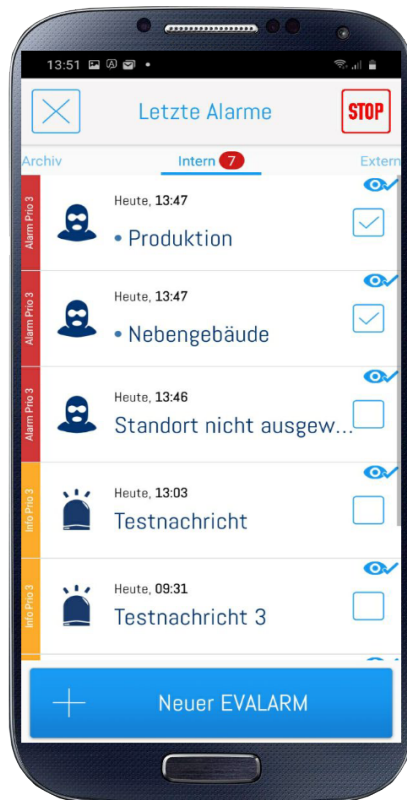 13:51
Letzte Alarme
STOP
Archiv
Intern 7
Extern
Alarm Prio 3
Heute, 13:47
• Produktion
Alarm Prio 3
Heute, 13:47
• Nebengebäude
Alarm Prio 3
Heute, 13:46
Standort nicht ausgew...
Info Prio 3
Heute, 13:03
Testnachricht
Info Prio 3
Heute, 09:31
Testnachricht 3
Neuer EVALARM